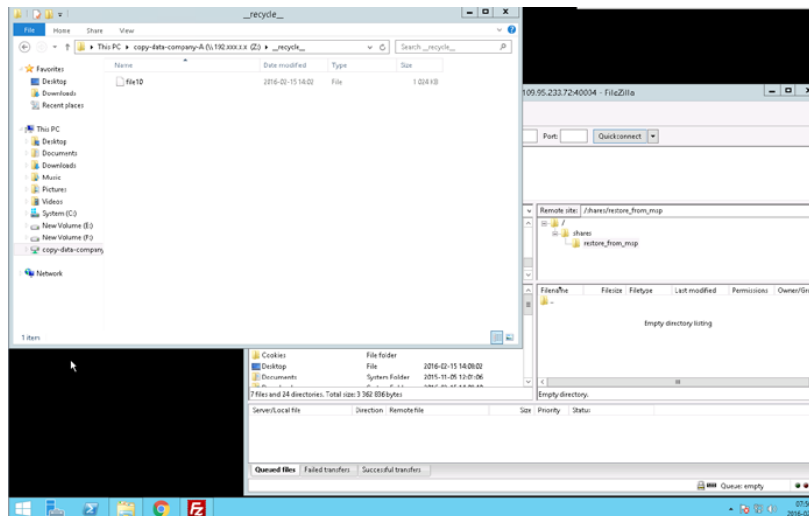 __recycle__
File Home Share View
This PC ▸ copy-data-company-A (\\192.xxx.x.x (Z:) ▸ __recycle__
Search __recycle__
Name Date modified Type Size
file10 2016-02-15 14:02 File 1 024 KB
Favorites
Desktop
Downloads
Recent places
This PC
Desktop
Documents
Downloads
Music
Pictures
Videos
System (C:)
New Volume (E:)
New Volume (F:)
copy-data-company
Network
1 item
109.95.233.72:40004 - FileZilla
Port: Quickconnect
Remote site: /shares/restore_from_msp
/
shares
restore_from_msp
Filename Filesize Filetype Last modified Permissions Owner/Gr
..
Empty directory listing
Cookies File folder
Desktop File 2016-02-15 14:09:02
Documents System Folder 2015-11-05 12:01:06
7 files and 24 directories. Total size: 3 362 836 bytes
Empty directory.
Server/Local file Direction Remote file Size Priority Status
Queued files Failed transfers Successful transfers
Queue: empty